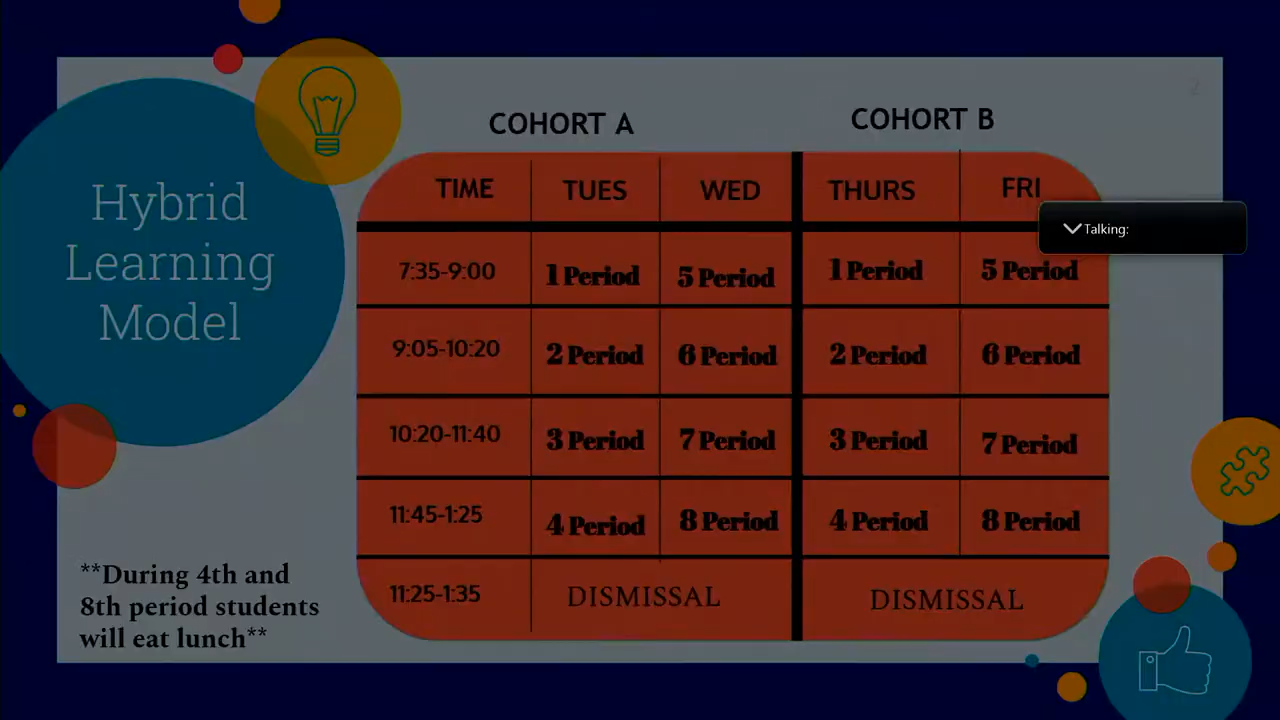 Hybrid
Learning
Model
**During 4th and
8th period students
will eat lunch**
COHORT A
COHORT B
TIME TUES WED THURS FRI
7:35-9:00 1 Period 5 Period 1 Period 5 Period
9:05-10:20 2 Period 6 Period 2 Period 6 Period
10:20-11:40 3 Period 7 Period 3 Period 7 Period
11:45-1:25 4 Period 8 Period 4 Period 8 Period
11:25-1:35 DISMISSAL DISMISSAL
Talking: